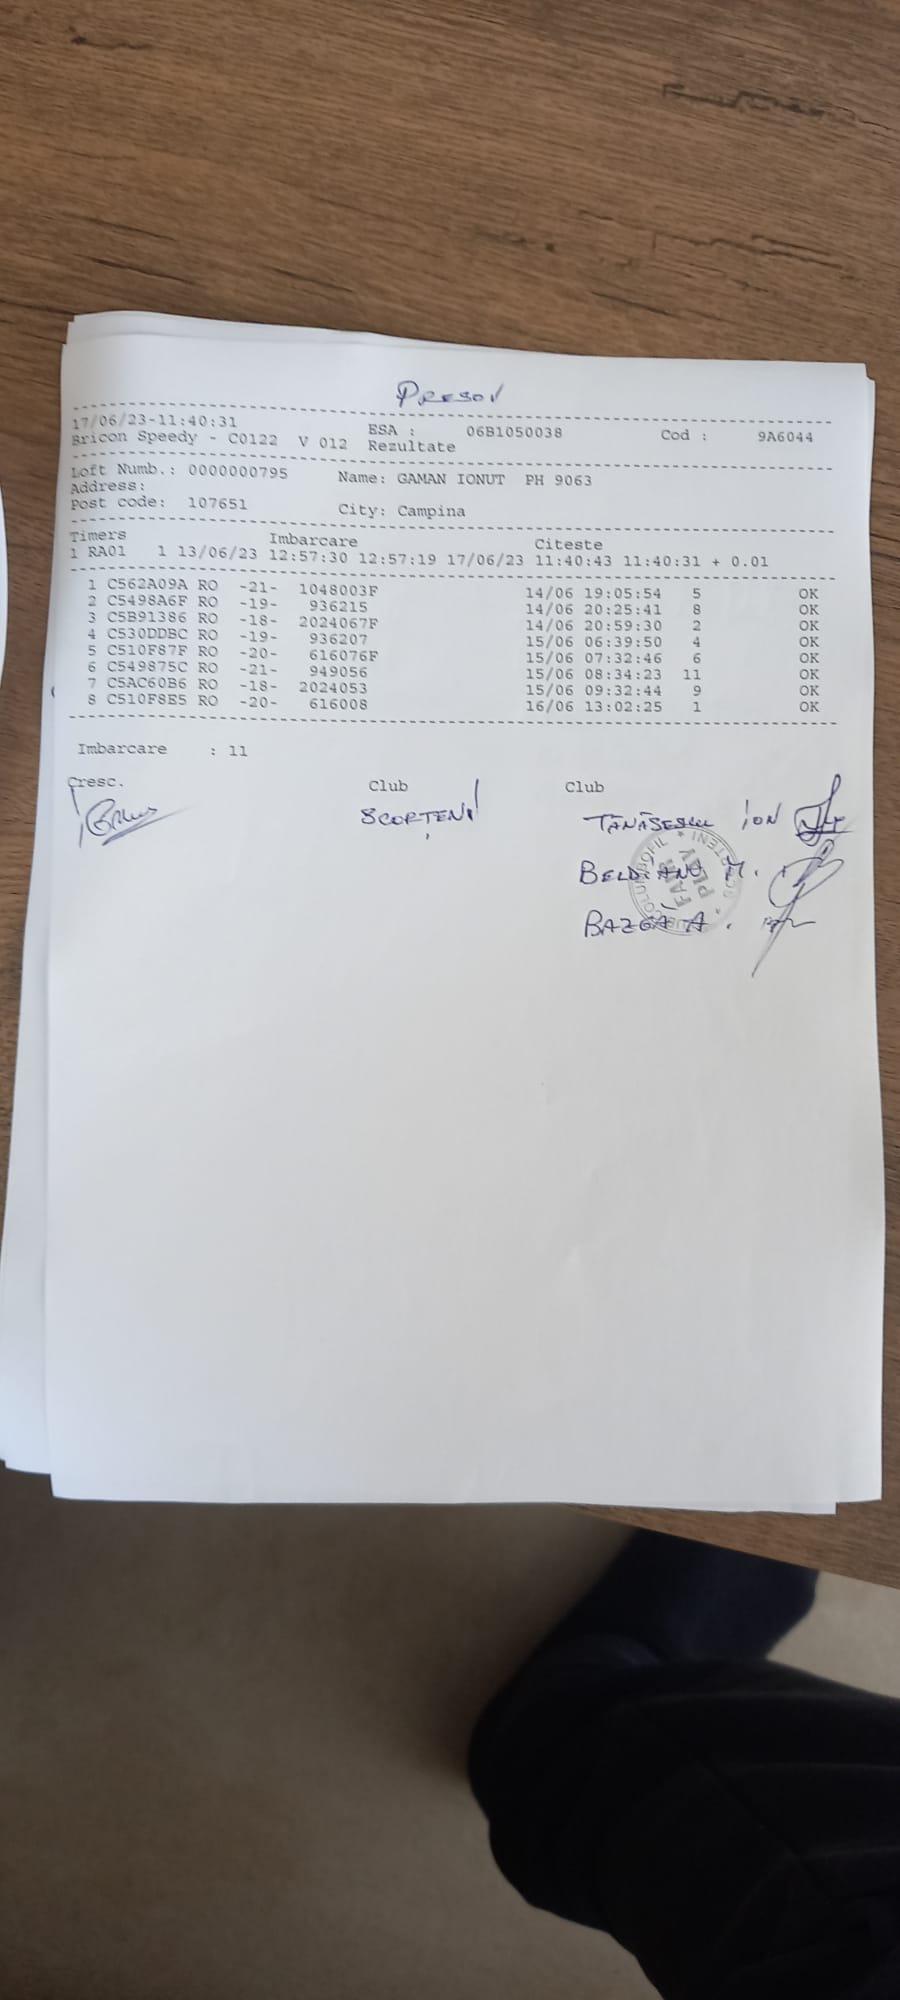 PRESOV
17/06/23-11:40:31 ESA : 06B1050038 Cod : 9A6044
Bricon Speedy - C0122 V 012 Rezultate
Loft Numb.: 0000000795 Name: GAMAN IONUT PH 9063
Address:
Post code: 107651 City: Campina
Timers Imbarcare Citeste
1 RA01 1 13/06/23 12:57:30 12:57:19 17/06/23 11:40:43 11:40:31 + 0.01
1 C562A09A RO -21- 1048003F 14/06 19:05:54 5 OK
2 C5498A6F RO -19- 936215 14/06 20:25:41 8 OK
3 C5B91386 RO -18- 2024067F 14/06 20:59:30 2 OK
4 C530DDBC RO -19- 936207 15/06 06:39:50 4 OK
5 C510F87F RO -20- 616076F 15/06 07:32:46 6 OK
6 C549875C RO -21- 949056 15/06 08:34:23 11 OK
7 C5AC60B6 RO -18- 2024053 15/06 09:32:44 9 OK
8 C510F8E5 RO -20- 616008 16/06 13:02:25 1 OK
Imbarcare : 11
Cresc. Club Club
SCORȚENI TĂNĂSESCU ION
BELDIANU M.
BAZGA A.
FAIR PLAY